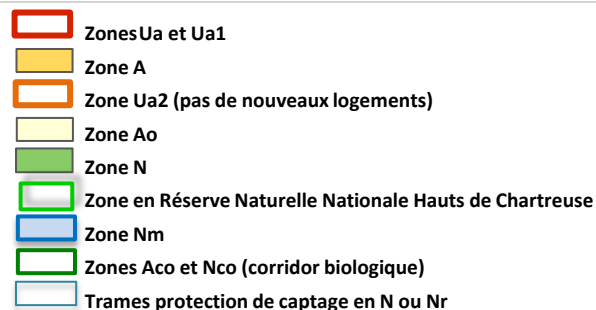 Zones Ua et Ua1
Zone A
Zone Ua2 (pas de nouveaux logements)
Zone Ao
Zone N
Zone en Réserve Naturelle Nationale Hauts de Chartreuse
Zone Nm
Zones Aco et Nco (corridor biologique)
Trames protection de captage en N ou Nr